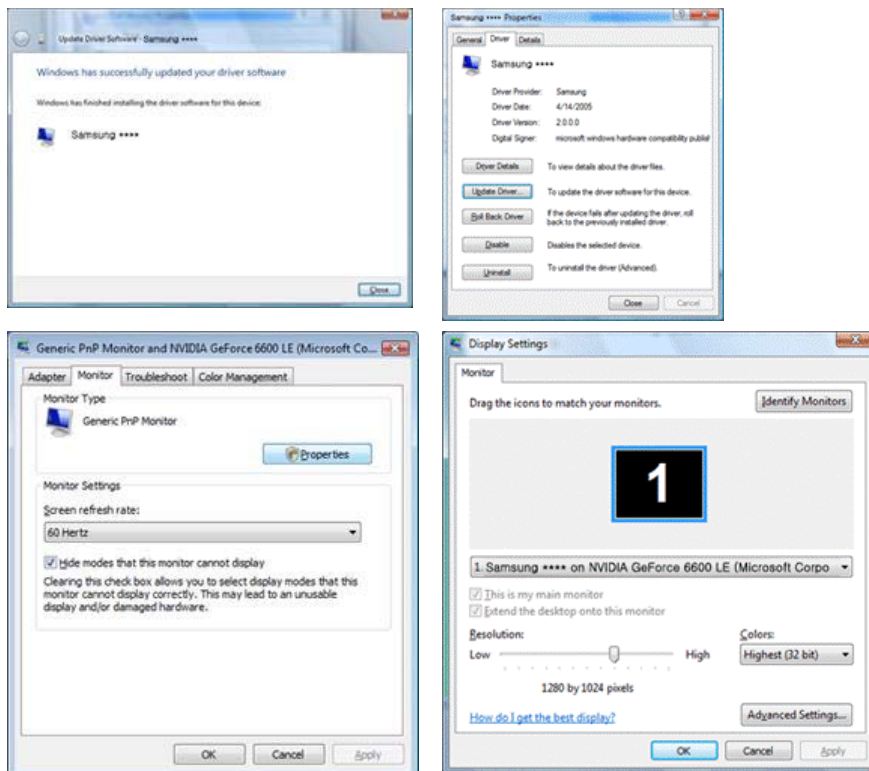 Update Driver Software - Samsung ****
Windows has successfully updated your driver software
Windows has finished installing the driver software for this device:
Samsung ****
Close
Samsung **** Properties
General Driver Details
Samsung ****
Driver Provider: Samsung
Driver Date: 4/14/2005
Driver Version: 2.0.0.0
Digital Signer: microsoft windows hardware compatibility publis
Driver Details To view details about the driver files.
Update Driver... To update the driver software for this device.
Roll Back Driver If the device fails after updating the driver, roll
back to the previously installed driver.
Disable Disables the selected device.
Uninstall To uninstall the driver (Advanced).
Close Cancel
Generic PnP Monitor and NVIDIA GeForce 6600 LE (Microsoft Co...
Adapter Monitor Troubleshoot Color Management
Monitor Type
Generic PnP Monitor
Properties
Monitor Settings
Screen refresh rate:
60 Hertz
Hide modes that this monitor cannot display
Clearing this check box allows you to select display modes that this
monitor cannot display correctly. This may lead to an unusable
display and/or damaged hardware.
OK Cancel Apply
Display Settings
Monitor
Drag the icons to match your monitors. Identify Monitors
1
1. Samsung **** on NVIDIA GeForce 6600 LE (Microsoft Corpo
This is my main monitor
Extend the desktop onto this monitor
Resolution: Colors:
Low High Highest (32 bit)
1280 by 1024 pixels
How do I get the best display? Advanced Settings...
OK Cancel Apply